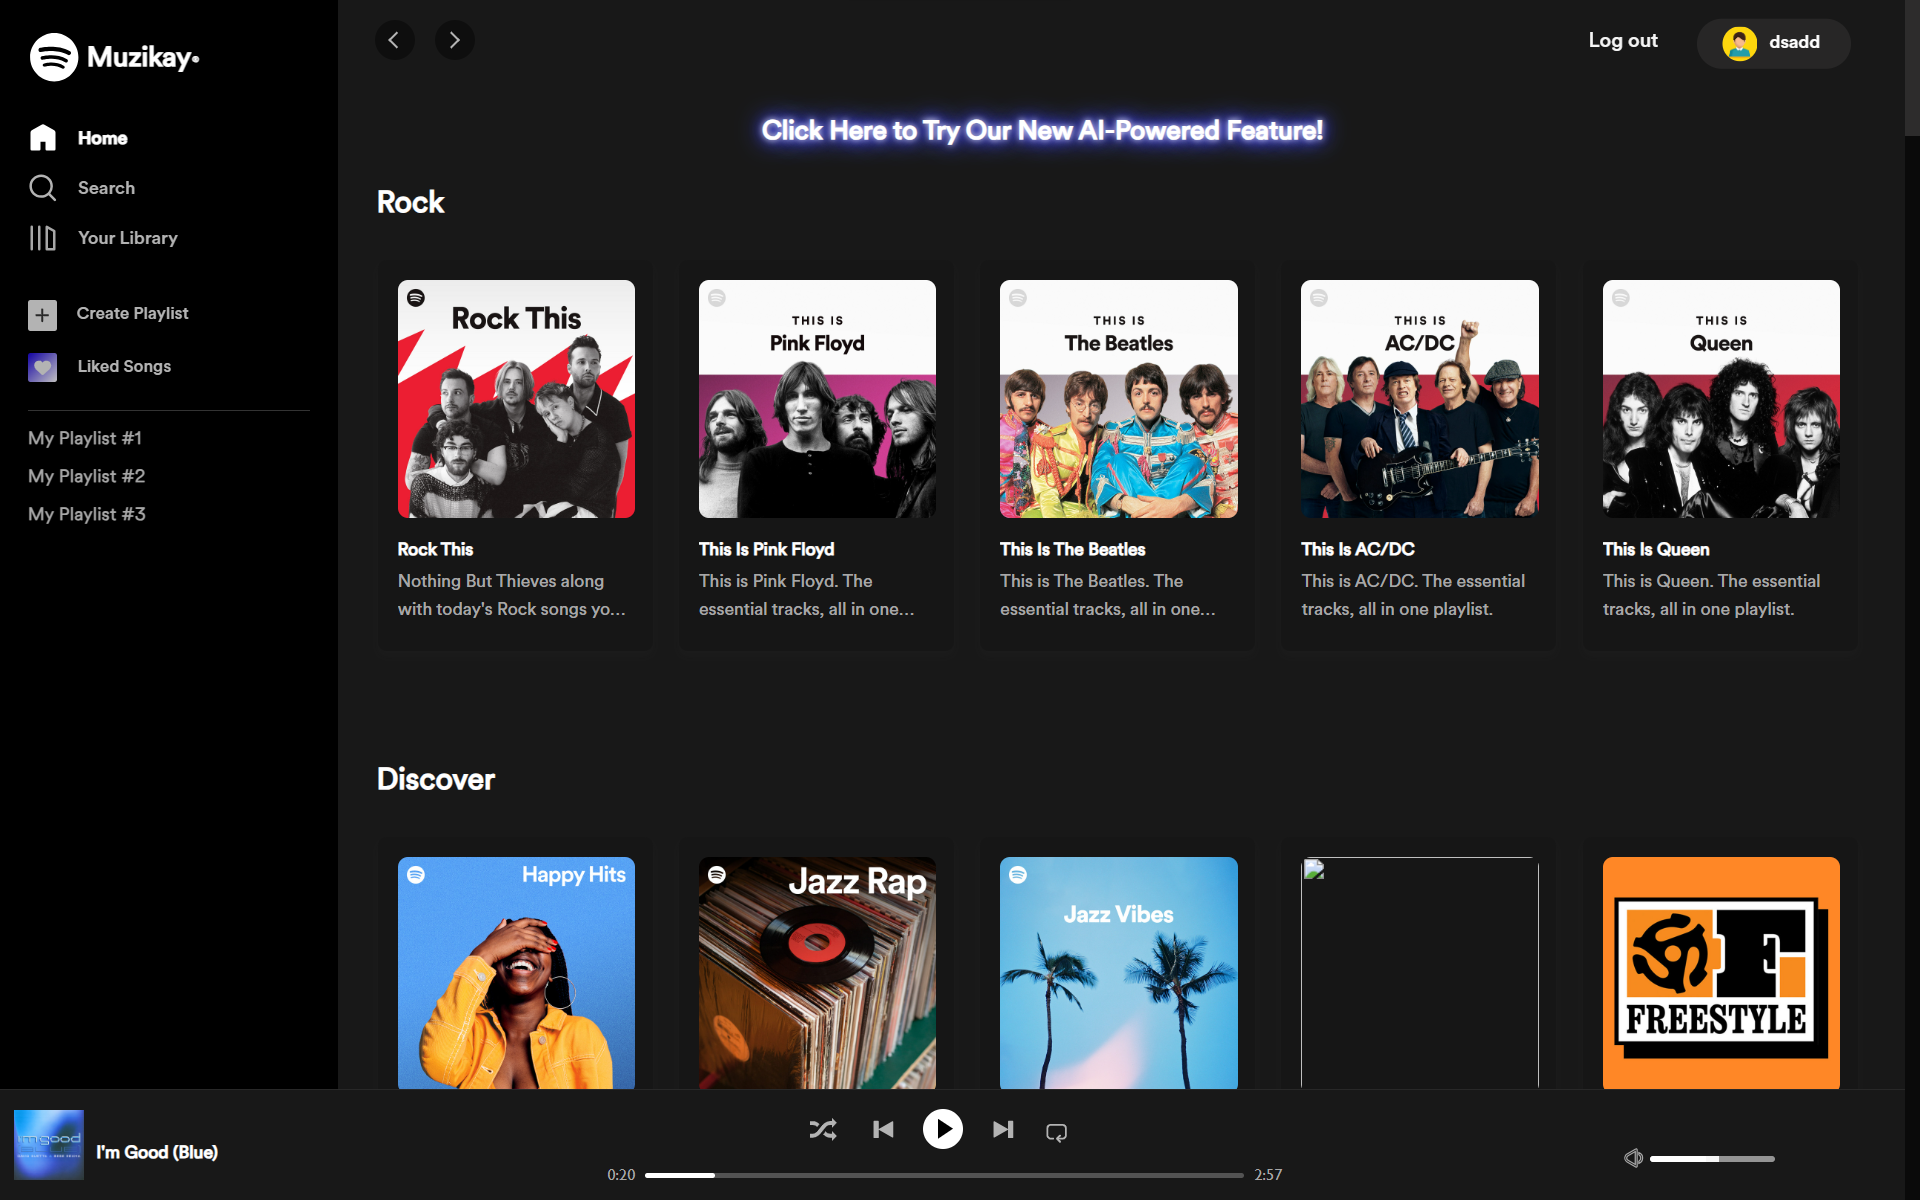 Muzikay®
Home
Search
Your Library
Create Playlist
Liked Songs
My Playlist #1
My Playlist #2
My Playlist #3
Log out
dsadd
Click Here to Try Our New AI-Powered Feature!
Rock
Rock This
THIS IS
Pink Floyd
THIS IS
The Beatles
THIS IS
AC/DC
THIS IS
Queen
Rock This
Nothing But Thieves along
with today's Rock songs yo...
This Is Pink Floyd
This is Pink Floyd. The
essential tracks, all in one...
This Is The Beatles
This is The Beatles. The
essential tracks, all in one...
This Is AC/DC
This is AC/DC. The essential
tracks, all in one playlist.
This Is Queen
This is Queen. The essential
tracks, all in one playlist.
Discover
Happy Hits
Jazz Rap
Jazz Vibes
F
FREESTYLE
I'm Good (Blue)
0:20
2:57